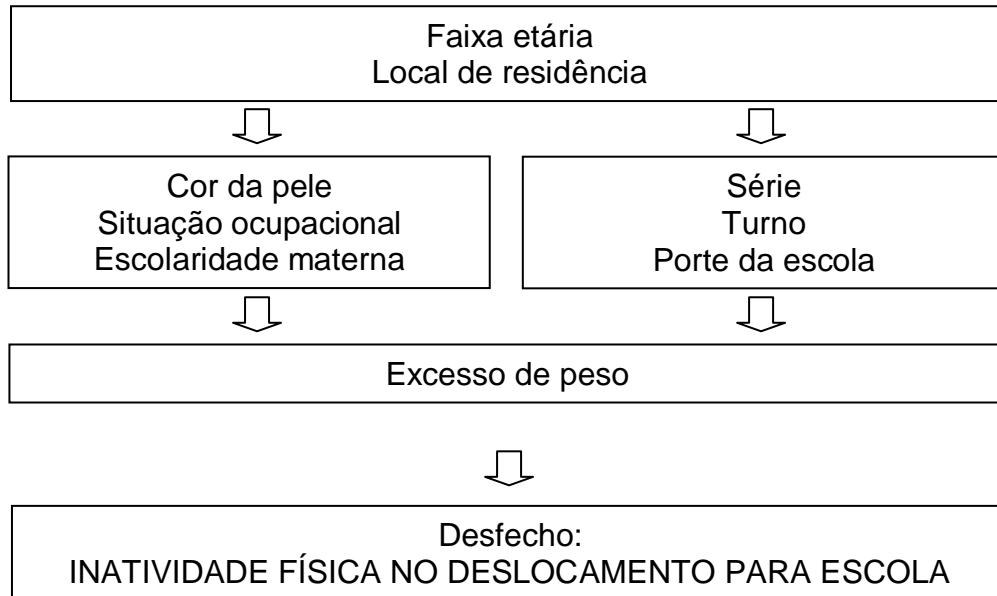 Faixa etária
Local de residência
Cor da pele
Situação ocupacional
Escolaridade materna
Série
Turno
Porte da escola
Excesso de peso
Desfecho:
INATIVIDADE FÍSICA NO DESLOCAMENTO PARA ESCOLA